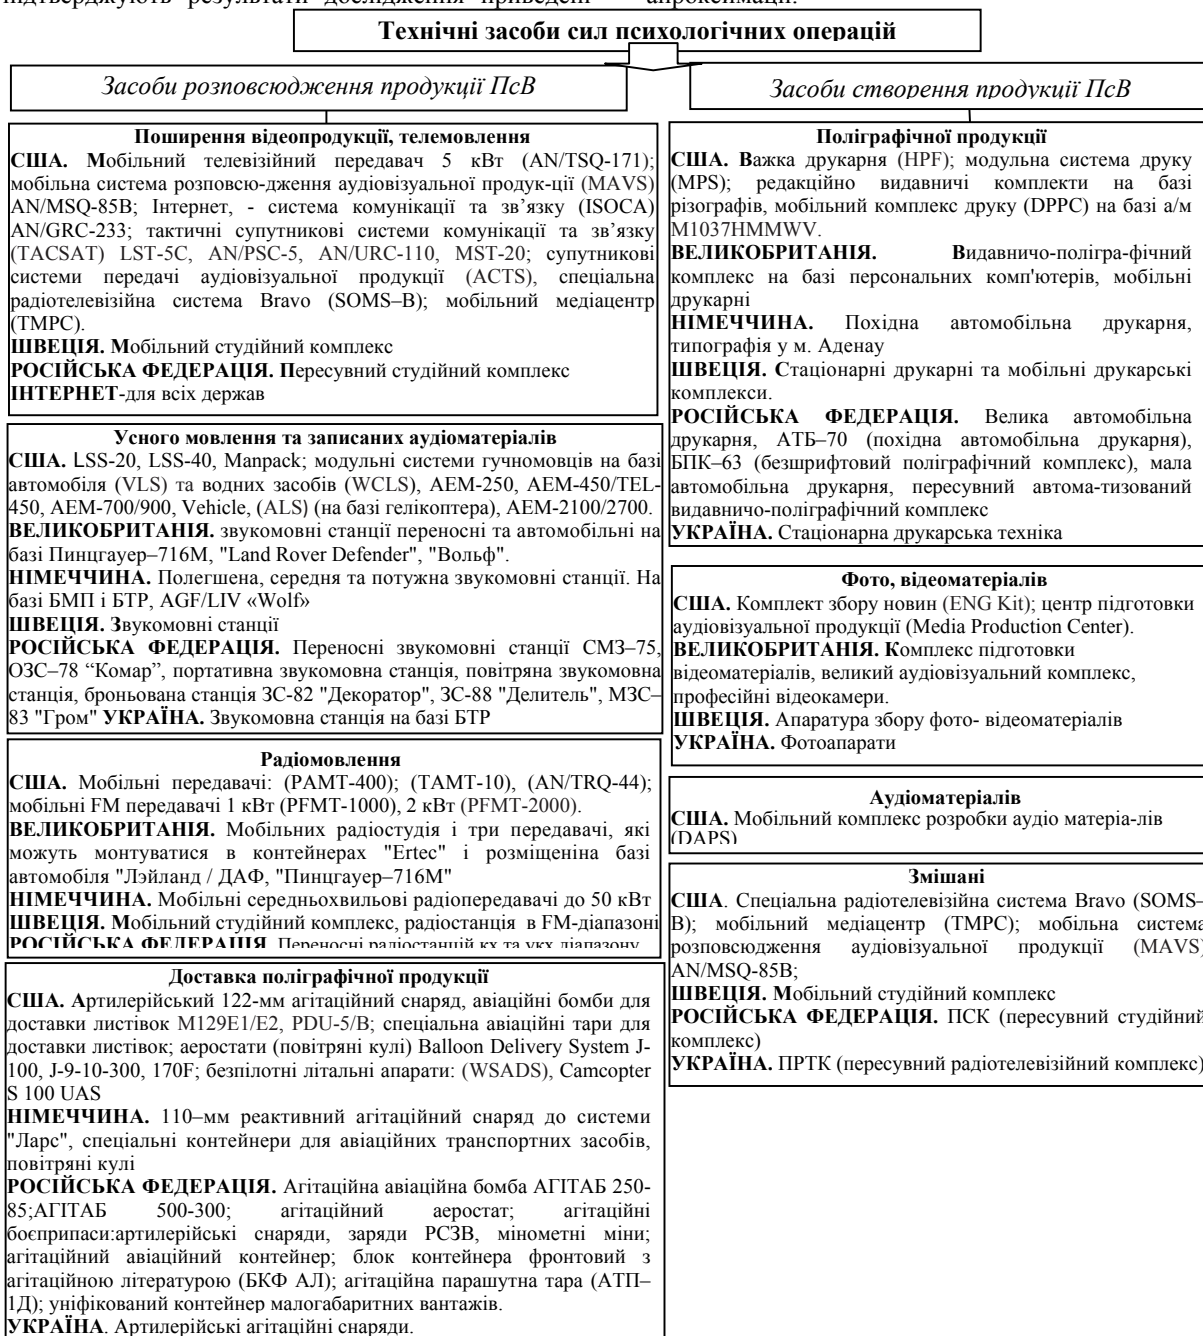 підтверджують результати дослідження приведені апроксимації.
Технічні засоби сил психологічних операцій
Засоби розповсюдження продукції ПсВ
Поширення відеопродукції, телемовлення
США. Мобільний телевізійний передавач 5 кВт (AN/TSQ-171);
мобільна система розповсю-дження аудіовізуальної продук-ції (MAVS)
AN/MSQ-85B; Інтернет, - система комунікації та зв’язку (ISOCA)
AN/GRC-233; тактичні супутникові системи комунікації та зв’язку
(TACSAT) LST-5C, AN/PSC-5, AN/URC-110, MST-20; супутникові
системи передачі аудіовізуальної продукції (ACTS), спеціальна
радіотелевізійна система Bravo (SOMS–B); мобільний медіацентр
(TMPC).
ШВЕЦІЯ. Мобільний студійний комплекс
РОСІЙСЬКА ФЕДЕРАЦІЯ. Пересувний студійний комплекс
ІНТЕРНЕТ-для всіх держав
Усного мовлення та записаних аудіоматеріалів
США. LSS-20, LSS-40, Manpack; модульні системи гучномовців на базі
автомобіля (VLS) та водних засобів (WCLS), AEM-250, AEM-450/TEL-
450, AEM-700/900, Vehicle, (ALS) (на базі гелікоптера), AEM-2100/2700.
ВЕЛИКОБРИТАНІЯ. звукомовні станції переносні та автомобільні на
базі Пинцгауер–716М, "Land Rover Defender", "Вольф".
НІМЕЧЧИНА. Полегшена, середня та потужна звукомовні станції. На
базі БМП і БТР, AGF/LIV «Wolf»
ШВЕЦІЯ. Звукомовні станції
РОСІЙСЬКА ФЕДЕРАЦІЯ. Переносні звукомовні станції СМЗ–75,
ОЗС–78 “Комар”, портативна звукомовна станція, повітряна звукомовна
станція, броньована станція ЗС-82 "Декоратор", ЗС-88 "Делитель", МЗС–
83 "Гром" УКРАЇНА. Звукомовна станція на базі БТР
Радіомовлення
США. Мобільні передавачі: (PAMT-400); (TAMT-10), (AN/TRQ-44);
мобільні FM передавачі 1 кВт (PFMT-1000), 2 кВт (PFMT-2000).
ВЕЛИКОБРИТАНІЯ. Мобільних радіостудія і три передавачі, які
можуть монтуватися в контейнерах "Ertec" і розміщеніна базі
автомобіля "Лэйланд / ДАФ, "Пинцгауер–716М"
НІМЕЧЧИНА. Мобільні середньохвильові радіопередавачі до 50 кВт
ШВЕЦІЯ. Мобільний студійний комплекс, радіостанція в FM-діапазоні
РОСІЙСЬКА ФЕДЕРАЦІЯ. Переносні радіостанцій кх та укх діапазону
Доставка поліграфічної продукції
США. Артилерійський 122-мм агітаційний снаряд, авіаційні бомби для
доставки листівок M129E1/E2, PDU-5/B; спеціальна авіаційні тари для
доставки листівок; аеростати (повітряні кулі) Balloon Delivery System J-
100, J-9-10-300, 170F; безпілотні літальні апарати: (WSADS), Camcopter
S 100 UAS
НІМЕЧЧИНА. 110–мм реактивний агітаційний снаряд до системи
"Ларс", спеціальні контейнери для авіаційних транспортних засобів,
повітряні кулі
РОСІЙСЬКА ФЕДЕРАЦІЯ. Агітаційна авіаційна бомба АГІТАБ 250-
85;АГІТАБ 500-300; агітаційний аеростат; агітаційні
боєприпаси:артилерійські снаряди, заряди РСЗВ, мінометні міни;
агітаційний авіаційний контейнер; блок контейнера фронтовий з
агітаційною літературою (БКФ АЛ); агітаційна парашутна тара (АТП–
1Д); уніфікований контейнер малогабаритних вантажів.
УКРАЇНА. Артилерійські агітаційні снаряди.
Засоби створення продукції ПсВ
Поліграфічної продукції
США. Важка друкарня (HPF); модульна система друку
(MPS); редакційно видавничі комплекти на базі
різографів, мобільний комплекс друку (DPPC) на базі а/м
M1037HMMWV.
ВЕЛИКОБРИТАНІЯ. Видавничо-полігра-фічний
комплекс на базі персональних комп'ютерів, мобільні
друкарні
НІМЕЧЧИНА. Похідна автомобільна друкарня,
типографія у м. Аденау
ШВЕЦІЯ. Стаціонарні друкарні та мобільні друкарські
комплекси.
РОСІЙСЬКА ФЕДЕРАЦІЯ. Велика автомобільна
друкарня, АТБ–70 (похідна автомобільна друкарня),
БПК–63 (безшрифтовий поліграфічний комплекс), мала
автомобільна друкарня, пересувний автома-тизований
видавничо-поліграфічний комплекс
УКРАЇНА. Стаціонарна друкарська техніка
Фото, відеоматеріалів
США. Комплект збору новин (ENG Kit); центр підготовки
аудіовізуальної продукції (Media Production Center).
ВЕЛИКОБРИТАНІЯ. Комплекс підготовки
відеоматеріалів, великий аудіовізуальний комплекс,
професійні відеокамери.
ШВЕЦІЯ. Апаратура збору фото- відеоматеріалів
УКРАЇНА. Фотоапарати
Аудіоматеріалів
США. Мобільний комплекс розробки аудіо матеріа-лів
(DAPS)
Змішані
США. Спеціальна радіотелевізійна система Bravo (SOMS–
B); мобільний медіацентр (TMPC); мобільна система
розповсюдження аудіовізуальної продукції (MAVS)
AN/MSQ-85B;
ШВЕЦІЯ. Мобільний студійний комплекс
РОСІЙСЬКА ФЕДЕРАЦІЯ. ПСК (пересувний студійний
комплекс)
УКРАЇНА. ПРТК (пересувний радіотелевізійний комплекс)